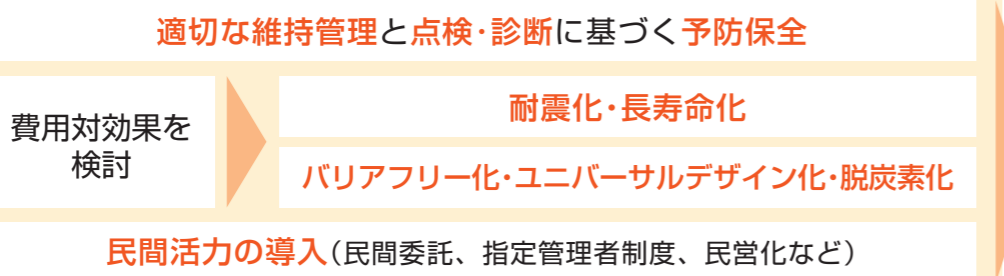 適切な維持管理と点検・診断に基づく予防保全
費用対効果を
検討
耐震化・長寿命化
バリアフリー化・ユニバーサルデザイン化・脱炭素化
民間活力の導入（民間委託、指定管理者制度、民営化など）